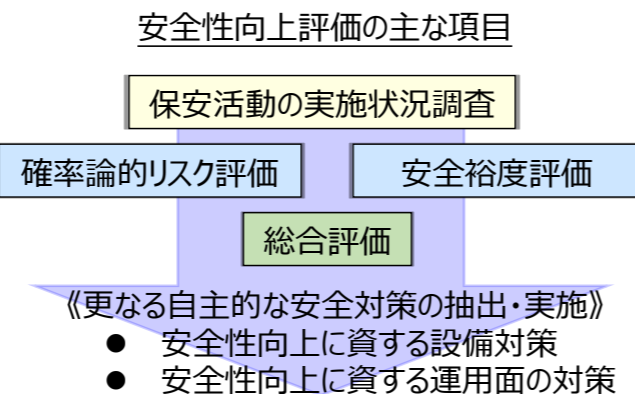 安全性向上評価の主な項目
保安活動の実施状況調査
確率論的リスク評価
安全裕度評価
総合評価
《更なる自主的な安全対策の抽出・実施》
● 安全性向上に資する設備対策
● 安全性向上に資する運用面の対策